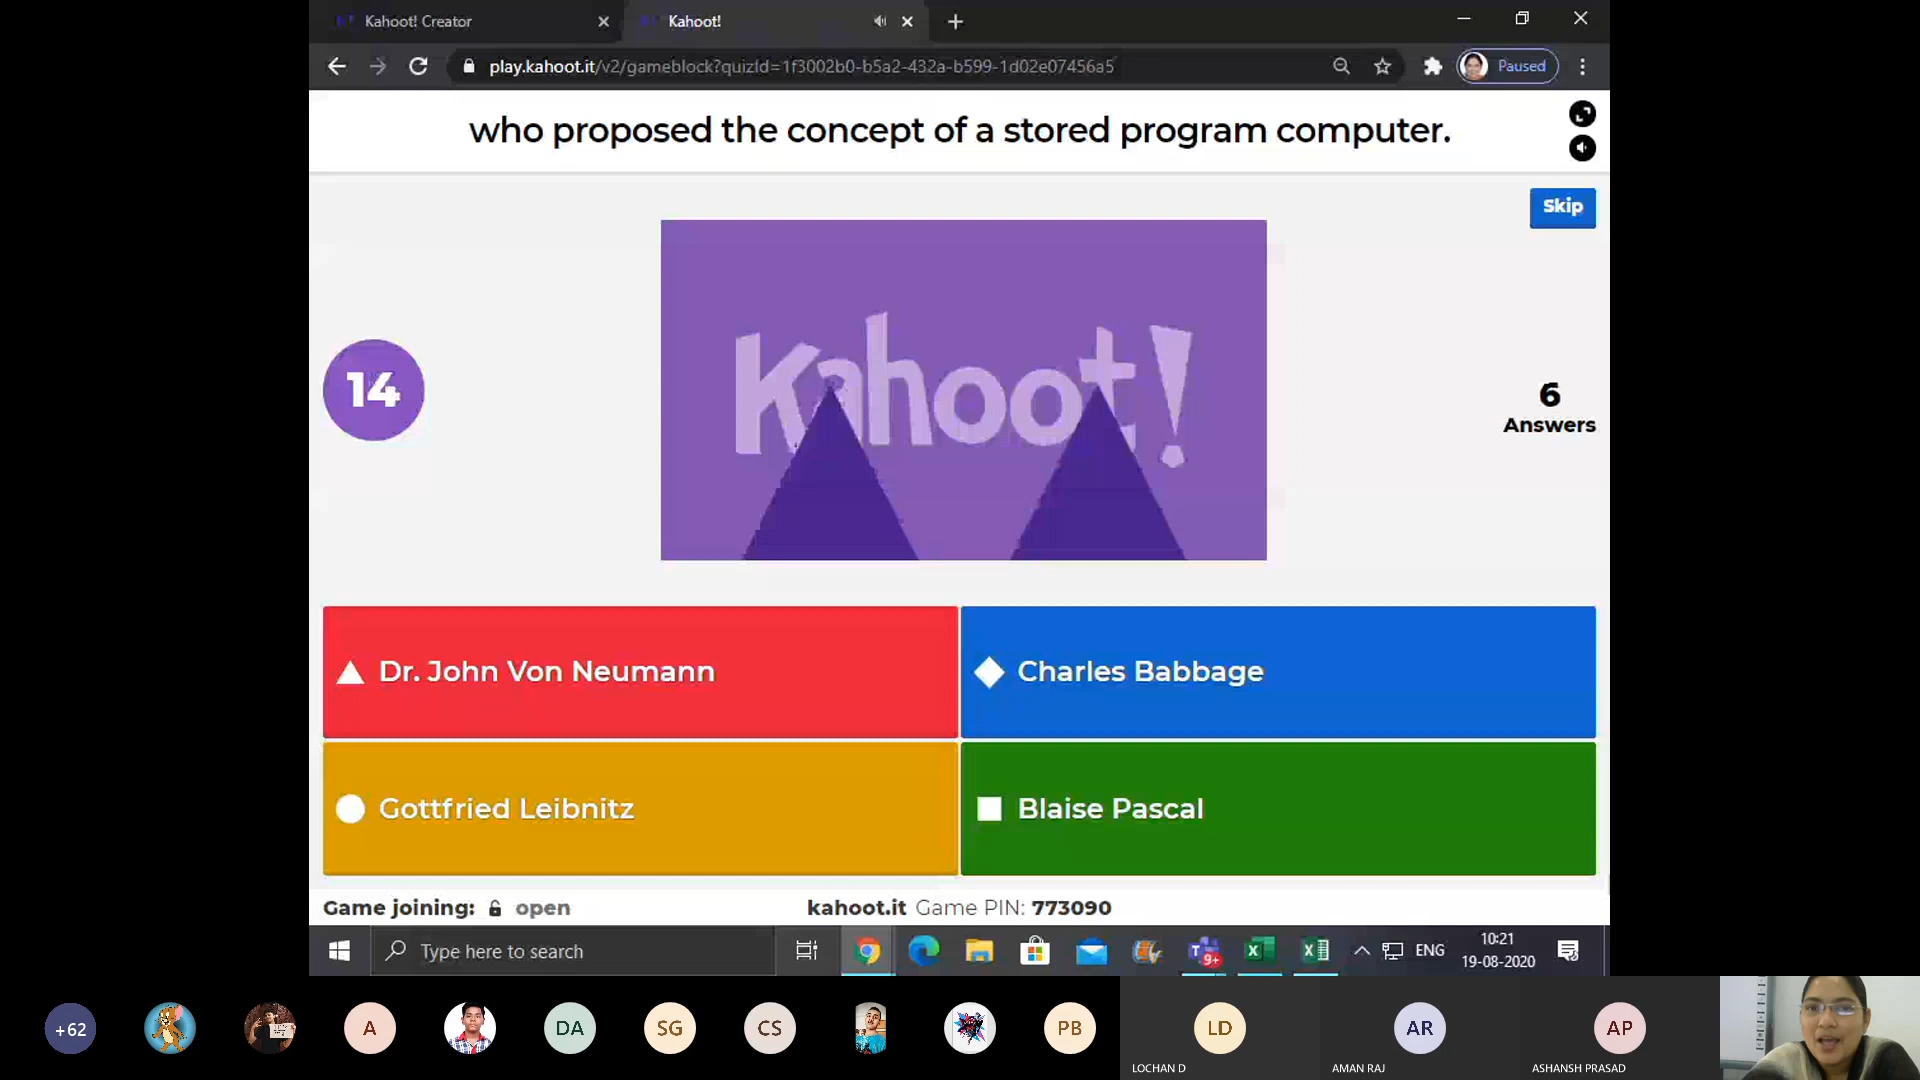 Kahoot! Creator
Kahoot!
play.kahoot.it/v2/gameblock?quizId=1f3002b0-b5a2-432a-b599-1d02e07456a5
Paused
who proposed the concept of a stored program computer.
Skip
Kahoot!
14
6
Answers
Dr. John Von Neumann
Charles Babbage
Gottfried Leibnitz
Blaise Pascal
Game joining: open
kahoot.it Game PIN: 773090
Type here to search
9+
ENG
10:21
19-08-2020
+62
A
DA
SG
CS
PB
LD
AR
AP
LOCHAN D
AMAN RAJ
ASHANSH PRASAD